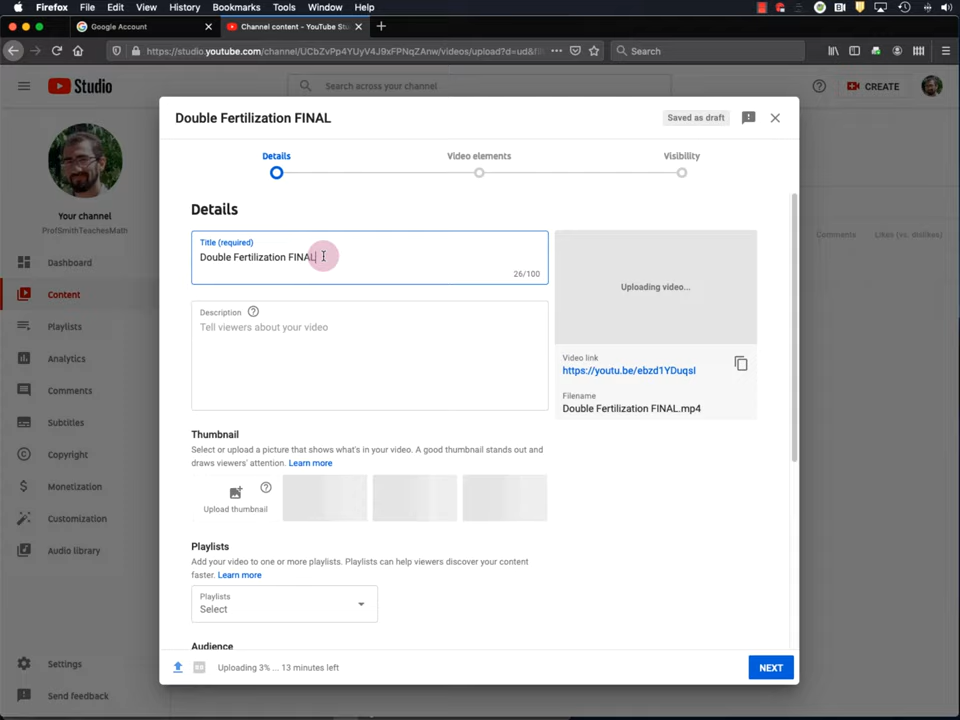 Firefox File Edit View History Bookmarks Tools Window Help
Google Account
Channel content - YouTube Stu
https://studio.youtube.com/channel/UCbZvPp4YUyV4J9xFPNqZAnw/videos/upload?d=ud&fil
Search
Studio
Search across your channel
CREATE
Your channel
ProfSmithTeachesMath
Dashboard
Content
Playlists
Analytics
Comments
Subtitles
Copyright
Monetization
Customization
Audio library
Settings
Send feedback
Comments
Likes (vs. dislikes)
Double Fertilization FINAL
Saved as draft
Details
Video elements
Visibility
Details
Title (required)
Double Fertilization FINAL
26/100
Description
Tell viewers about your video
Uploading video...
Video link
https://youtu.be/ebzd1YDuqsI
Filename
Double Fertilization FINAL.mp4
Thumbnail
Select or upload a picture that shows what's in your video. A good thumbnail stands out and
draws viewers' attention. Learn more
Upload thumbnail
Playlists
Add your video to one or more playlists. Playlists can help viewers discover your content
faster. Learn more
Playlists
Select
Audience
Uploading 3% ... 13 minutes left
NEXT